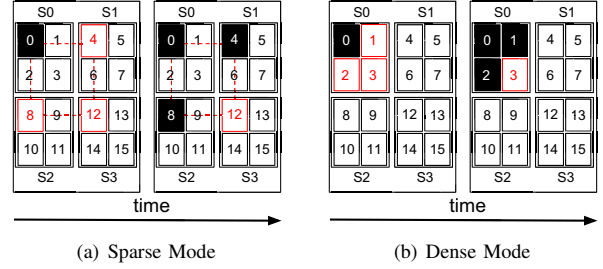 S0 S1 S0 S1 S0 S1 S0 S1
0 1 4 5 0 1 4 5 0 1 4 5 0 1 4 5
2 3 6 7 2 3 6 7 2 3 6 7 2 3 6 7
8 9 12 13 8 9 12 13 8 9 12 13 8 9 12 13
10 11 14 15 10 11 14 15 10 11 14 15 10 11 14 15
S2 S3 S2 S3 S2 S3 S2 S3
time time
(a) Sparse Mode (b) Dense Mode